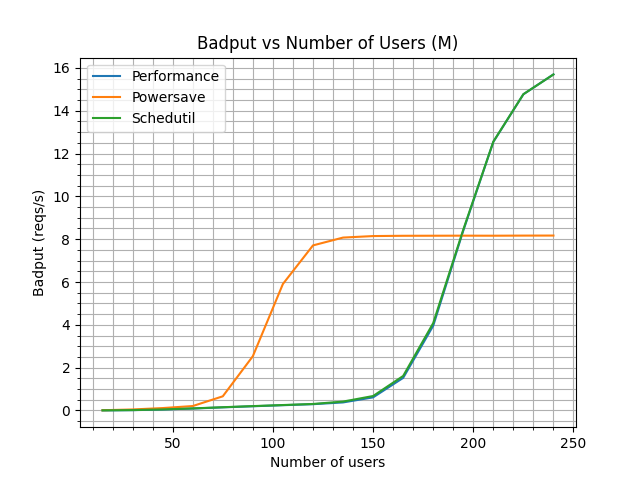 Badput vs Number of Users (M)
Performance
Powersave
Schedutil
16
14
12
10
8
6
4
2
0
Badput (reqs/s)
50
100
150
200
250
Number of users